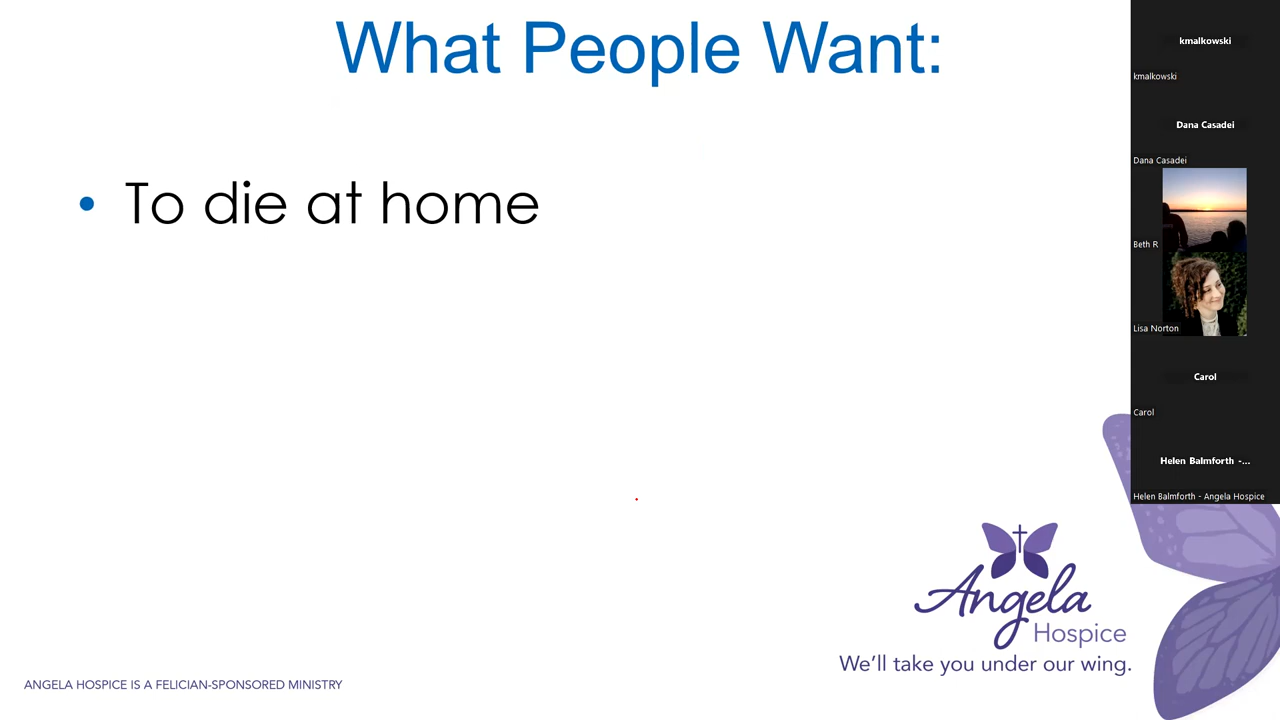 What People Want:
• To die at home
Angela
Hospice
We'll take you under our wing.
ANGELA HOSPICE IS A FELICIAN-SPONSORED MINISTRY
kmalkowski
kmalkowski
Dana Casadei
Dana Casadei
Beth R
Lisa Norton
Carol
Carol
Helen Balmforth -...
Helen Balmforth - Angela Hospice